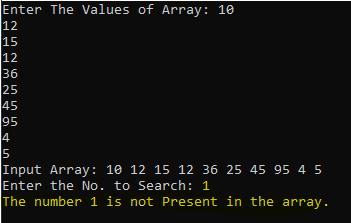 Enter The Values of Array: 10
12
15
12
36
25
45
95
4
5
Input Array: 10 12 15 12 36 25 45 95 4 5
Enter the No. to Search: 1
The number 1 is not Present in the array.